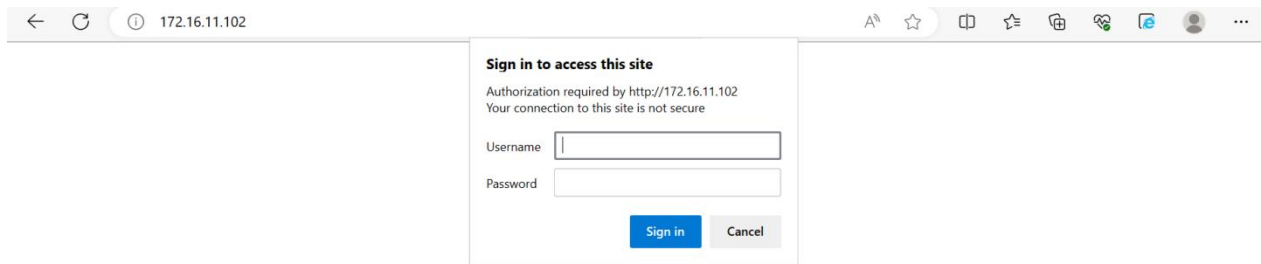 172.16.11.102
Sign in to access this site
Authorization required by http://172.16.11.102
Your connection to this site is not secure
Username
Password
Sign in Cancel